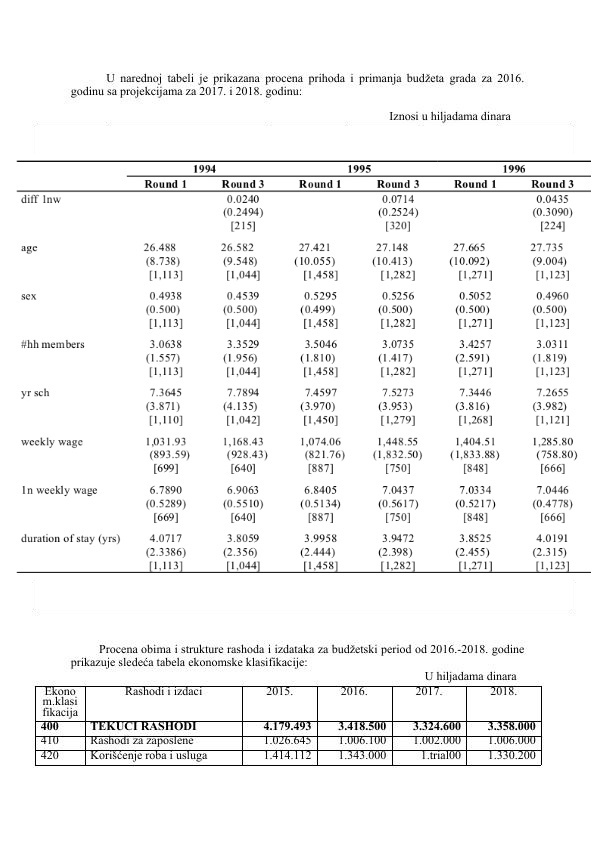 U narednoj tabeli je prikazana procena prihoda i primanja budžeta grada za 2016.
godinu sa projekcijama za 2017. i 2018. godinu:
Iznosi u hiljadama dinara
1994 1995 1996
Round 1 Round 3 Round 1 Round 3 Round 1 Round 3
diff lnw 0.0240 0.0714 0.0435
(0.2494) (0.2524) (0.3090)
[215] [320] [224]
age 26.488 26.582 27.421 27.148 27.665 27.735
(8.738) (9.548) (10.055) (10.413) (10.092) (9.004)
[1,113] [1,044] [1,458] [1,282] [1,271] [1,123]
sex 0.4938 0.4539 0.5295 0.5256 0.5052 0.4960
(0.500) (0.500) (0.499) (0.500) (0.500) (0.500)
[1,113] [1,044] [1,458] [1,282] [1,271] [1,123]
#hh members 3.0638 3.3529 3.5046 3.0735 3.4257 3.0311
(1.557) (1.956) (1.810) (1.417) (2.591) (1.819)
[1,113] [1,044] [1,458] [1,282] [1,271] [1,123]
yr sch 7.3645 7.7894 7.4597 7.5273 7.3446 7.2655
(3.871) (4.135) (3.970) (3.953) (3.816) (3.982)
[1,110] [1,042] [1,450] [1,279] [1,268] [1,121]
weekly wage 1,031.93 1,168.43 1,074.06 1,448.55 1,404.51 1,285.80
(893.59) (928.43) (821.76) (1,832.50) (1,833.88) (758.80)
[699] [640] [887] [750] [848] [666]
ln weekly wage 6.7890 6.9063 6.8405 7.0437 7.0334 7.0446
(0.5289) (0.5510) (0.5134) (0.5617) (0.5217) (0.4778)
[669] [640] [887] [750] [848] [666]
duration of stay (yrs) 4.0717 3.8059 3.9958 3.9472 3.8525 4.0191
(2.3386) (2.356) (2.444) (2.398) (2.455) (2.315)
[1,113] [1,044] [1,458] [1,282] [1,271] [1,123]
Procena obima i strukture rashoda i izdataka za budžetski period od 2016.-2018. godine
prikazuje sledeća tabela ekonomske klasifikacije:
U hiljadama dinara
Ekono Rashodi i izdaci 2015. 2016. 2017. 2018.
m.klasi
fikacija
400 TEKUCI RASHODI 4.179.493 3.418.500 3.324.600 3.358.000
410 Rashodi za zaposlene 1.026.645 1.006.100 1.002.000 1.006.000
420 Korišćenje roba i usluga 1.414.112 1.343.000 1.trial00 1.330.200